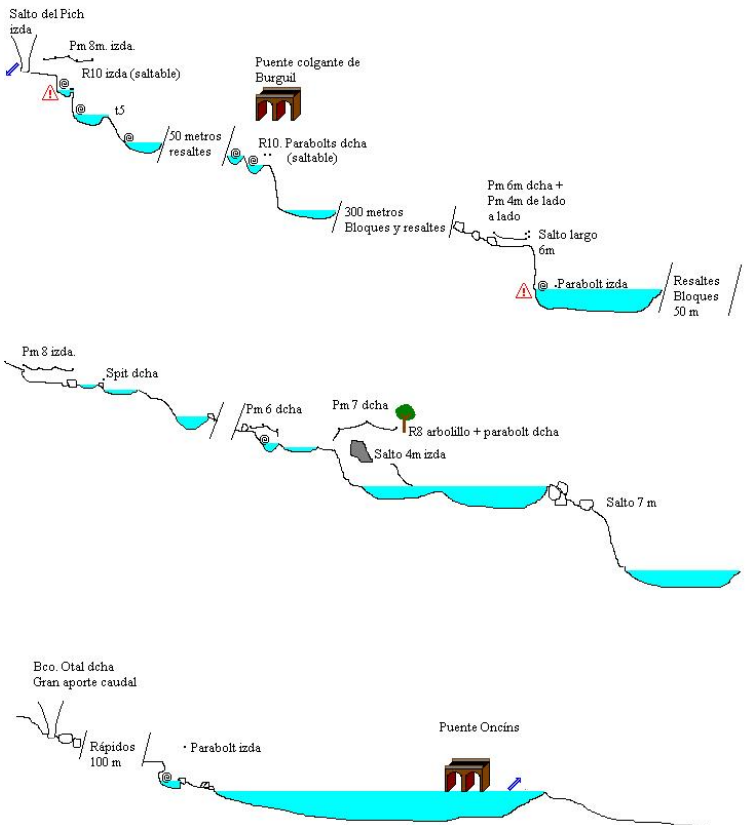 Salto del Pich
izda
Pm 8m. izda.
R10 izda (saltable)
t5
50 metros
resaltes
Puente colgante de
Burguil
R10. Parabolts dcha
(saltable)
300 metros
Bloques y resaltes
Pm 6m dcha +
Pm 4m de lado
a lado
Salto largo
6m
Parabolt izda
Resaltes
Bloques
50 m
Pm 8 izda.
Spit dcha
Pm 6 dcha
Pm 7 dcha
R8 arbolillo + parabolt dcha
Salto 4m izda
Salto 7 m
Bco. Otal dcha
Gran aporte caudal
Rápidos
100 m
Parabolt izda
Puente Oncíns